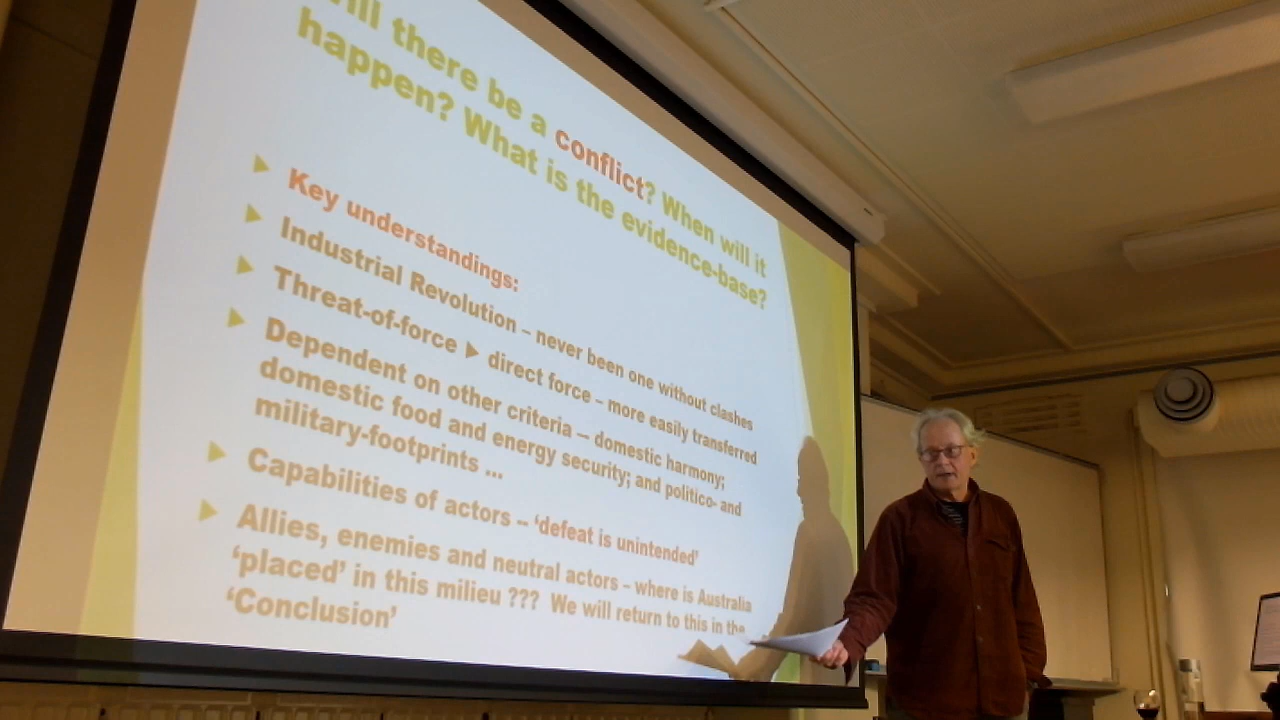 there be a conflict? When will it
happen? What is the evidence-base?
Key understandings:
Industrial Revolution – never been one without clashes
Threat-of-force ▶ direct force – more easily transferred
Dependent on other criteria – domestic harmony;
domestic food and energy security; and politico- and
military-footprints ...
Capabilities of actors – ‘defeat is unintended’
Allies, enemies and neutral actors – where is Australia
‘placed’ in this milieu ??? We will return to this in the
‘Conclusion’